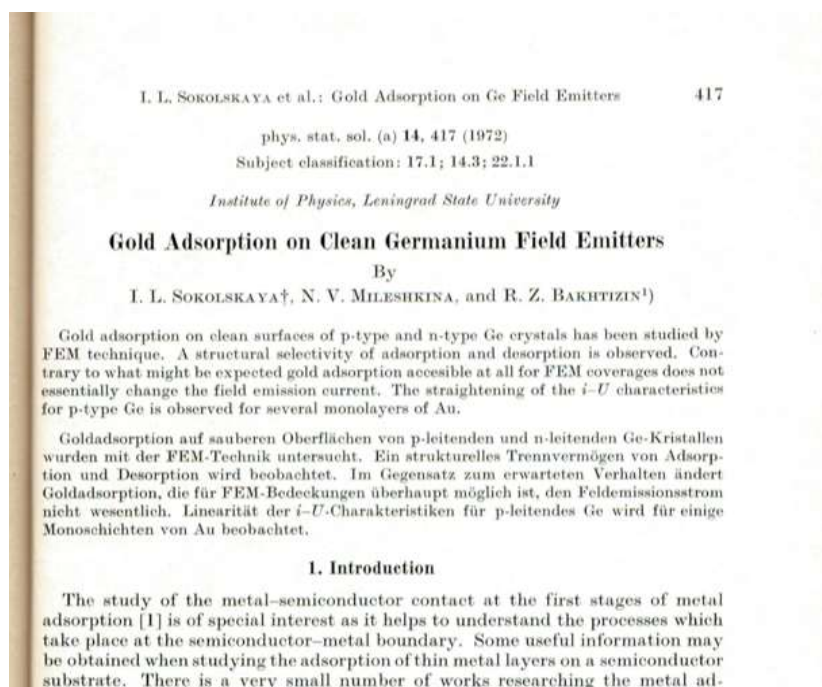 I. L. SOKOLSKAYA et al.: Gold Adsorption on Ge Field Emitters 417
phys. stat. sol. (a) 14, 417 (1972)
Subject classification: 17.1; 14.3; 22.1.1
Institute of Physics, Leningrad State University
Gold Adsorption on Clean Germanium Field Emitters
By
I. L. SOKOLSKAYA†, N. V. MILESHKINA, and R. Z. BAKHTIZIN¹)
Gold adsorption on clean surfaces of p-type and n-type Ge crystals has been studied by
FEM technique. A structural selectivity of adsorption and desorption is observed. Con-
trary to what might be expected gold adsorption accesible at all for FEM coverages does not
essentially change the field emission current. The straightening of the i–U characteristics
for p-type Ge is observed for several monolayers of Au.
Goldadsorption auf sauberen Oberflächen von p-leitenden und n-leitenden Ge-Kristallen
wurden mit der FEM-Technik untersucht. Ein strukturelles Trennvermögen von Adsorp-
tion und Desorption wird beobachtet. Im Gegensatz zum erwarteten Verhalten ändert
Goldadsorption, die für FEM-Bedeckungen überhaupt möglich ist, den Feldemissionsstrom
nicht wesentlich. Linearität der i–U-Charakteristiken für p-leitendes Ge wird für einige
Monoschichten von Au beobachtet.
1. Introduction
The study of the metal–semiconductor contact at the first stages of metal
adsorption [1] is of special interest as it helps to understand the processes which
take place at the semiconductor–metal boundary. Some useful information may
be obtained when studying the adsorption of thin metal layers on a semiconductor
substrate. There is a very small number of works researching the metal ad-